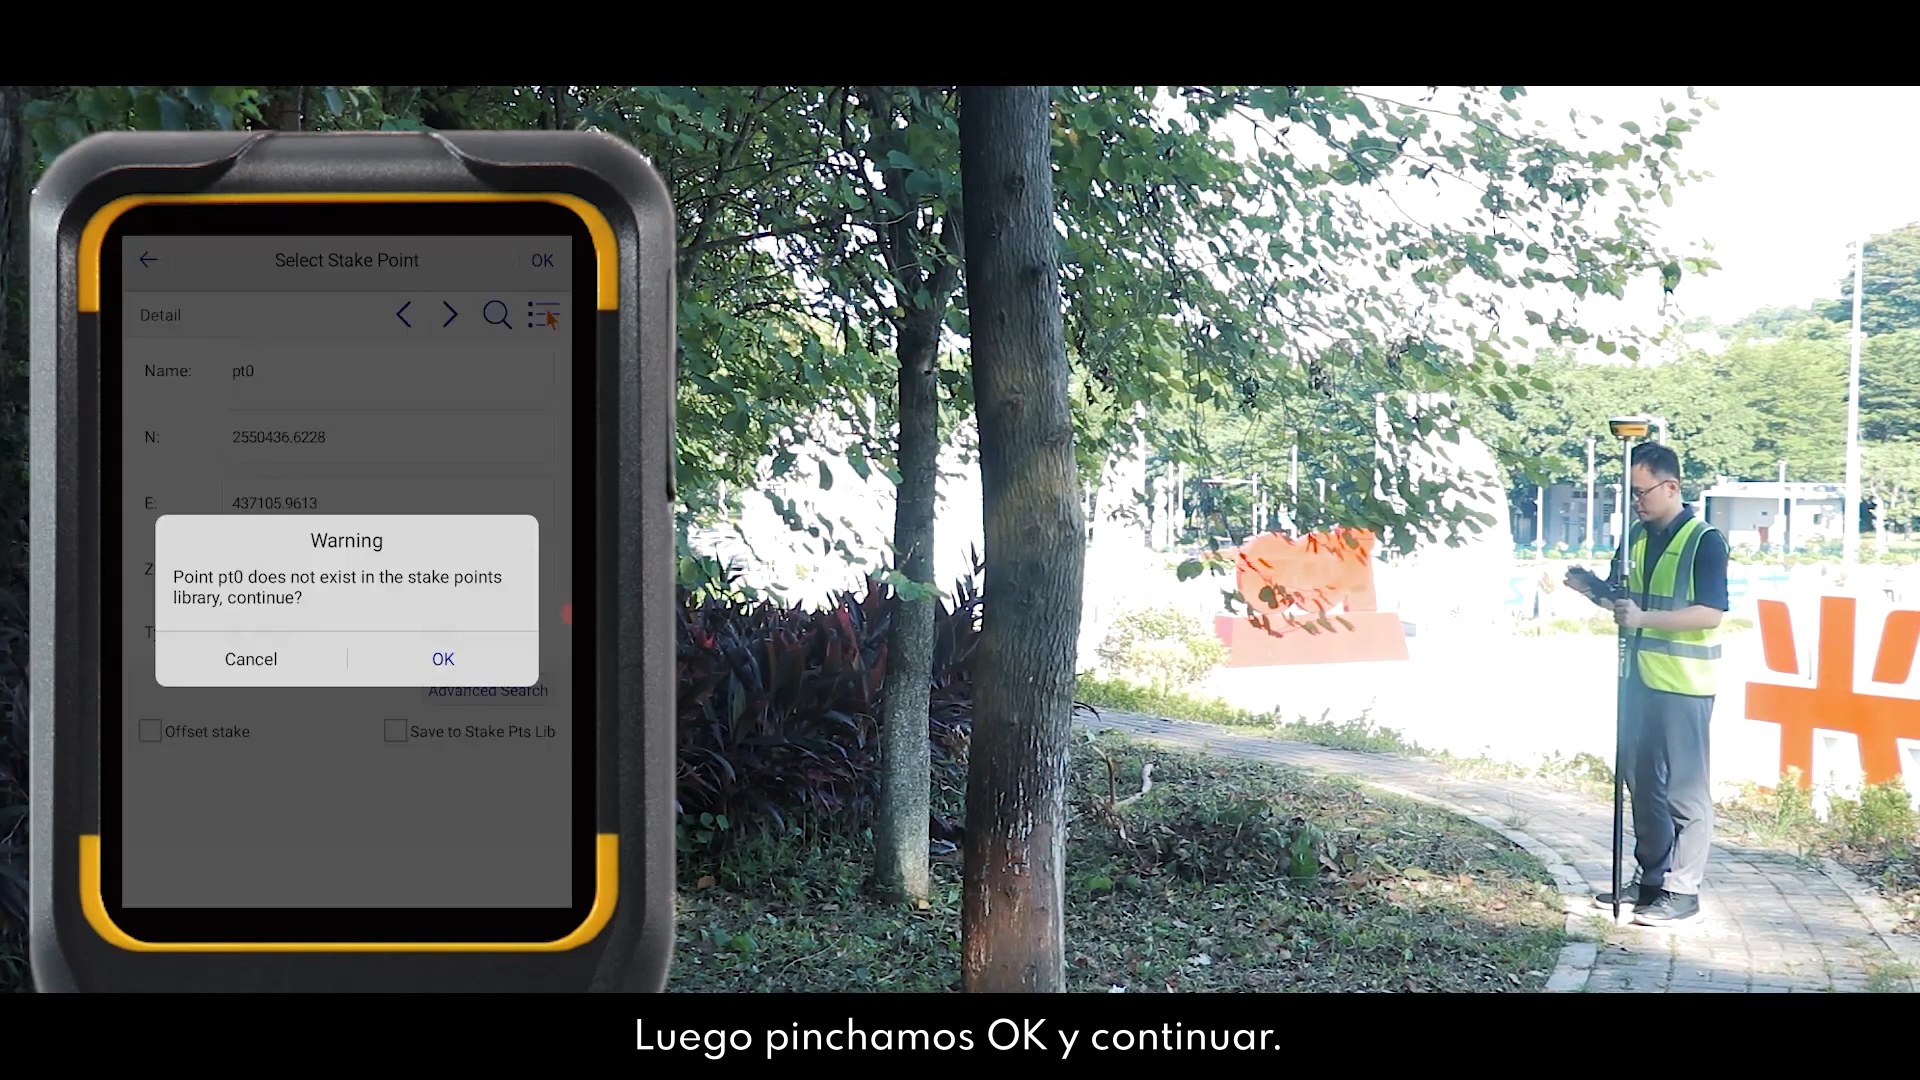 Select Stake Point
OK
Detail
Name:
pt0
N:
2550436.6228
E:
437105.9613
Warning
Point pt0 does not exist in the stake points
library, continue?
Cancel
OK
Advanced Search
Offset stake
Save to Stake Pts Lib
Luego pinchamos OK y continuar.